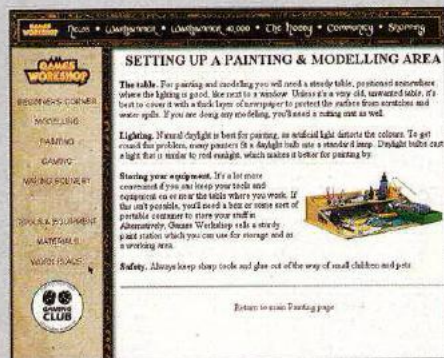 GAMES WORKSHOP News • Warhammer • Warhammer 40,000 • The Hobby • Community • Shopping
GAMES
WORKSHOP
BEGINNERS CORNER
MODELLING
PAINTING
GAMING
MAKING SCENERY
TOOLS & EQUIPMENT
MATERIALS
WORK PLACE
GAMING
CLUB
SETTING UP A PAINTING & MODELLING AREA
The table. For painting and modelling you will need a steady table, positioned somewhere
where the lighting is good, like next to a window. Unless it's a very old, unwanted table, it's
best to cover it with a thick layer of newspaper to protect the surface from scratches and
water spills. If you are doing any modelling, you'll need a cutting mat as well.
Lighting. Natural daylight is best for painting, as artificial light distorts the colours. To get
round this problem, many painters fit a daylight bulb into a standard lamp. Daylight bulbs cast
a light that is similar to real sunlight, which makes it better for painting by.
Storing your equipment. It's a lot more
convenient if you can keep your tools and
equipment on or near the table where you work. If
this isn't possible, you'll need a box or some sort of
portable container to store your stuff in.
Alternatively, Games Workshop sells a sturdy
paint station which you can use for storage and as
a working area.
Safety. Always keep sharp tools and glue out of the way of small children and pets.
Return to main Painting page